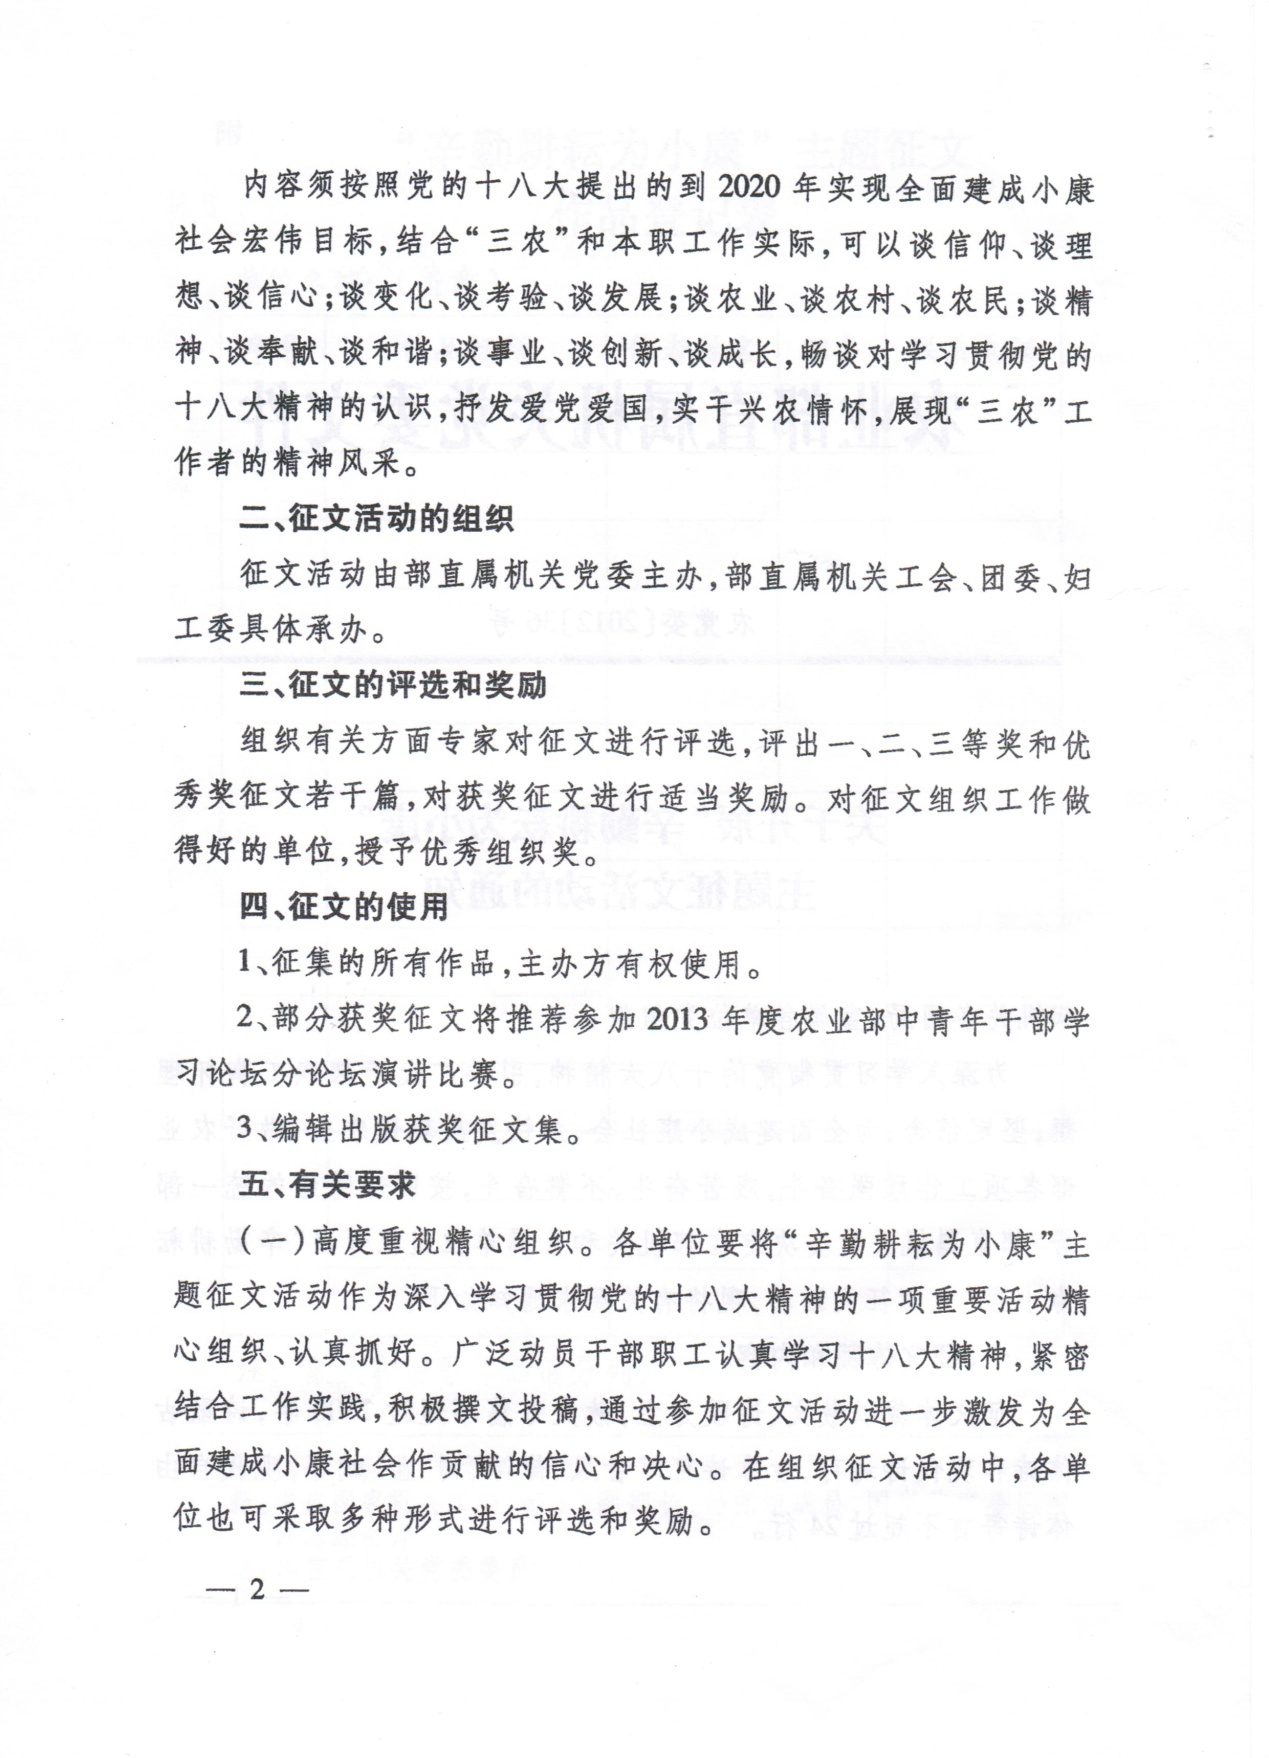 内容须按照党的十八大提出的到2020年实现全面建成小康
社会宏伟目标,结合“三农”和本职工作实际,可以谈信仰、谈理
想、谈信心;谈变化、谈考验、谈发展;谈农业、谈农村、谈农民;谈精
神、谈奉献、谈和谐;谈事业、谈创新、谈成长,畅谈对学习贯彻党的
十八大精神的认识,抒发爱党爱国,实干兴农情怀,展现“三农”工
作者的精神风采。
二、征文活动的组织
征文活动由部直属机关党委主办,部直属机关工会、团委、妇
工委具体承办。
三、征文的评选和奖励
组织有关方面专家对征文进行评选,评出一、二、三等奖和优
秀奖征文若干篇,对获奖征文进行适当奖励。对征文组织工作做
得好的单位,授予优秀组织奖。
四、征文的使用
1、征集的所有作品,主办方有权使用。
2、部分获奖征文将推荐参加2013年度农业部中青年干部学
习论坛分论坛演讲比赛。
3、编辑出版获奖征文集。
五、有关要求
(一)高度重视精心组织。各单位要将“辛勤耕耘为小康”主
题征文活动作为深入学习贯彻党的十八大精神的一项重要活动精
心组织、认真抓好。广泛动员干部职工认真学习十八大精神,紧密
结合工作实践,积极撰文投稿,通过参加征文活动进一步激发为全
面建成小康社会作贡献的信心和决心。在组织征文活动中,各单
位也可采取多种形式进行评选和奖励。
— 2 —